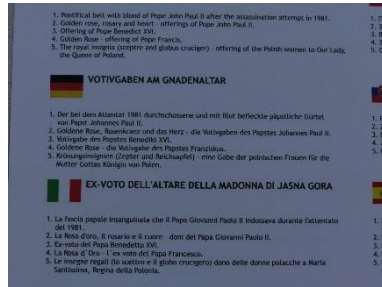 1. Pontifical belt with blood of Pope John Paul II after the assassination attempt in 1981.
2. Golden rose, rosary and heart - offerings of Pope John Paul II.
3. Offering of Pope Benedict XVI.
4. Golden Rose - offering of Pope Francis.
5. The royal insignia (sceptre and globus cruciger) - offering of the Polish women to Our Lady,
the Queen of Poland.
VOTIVGABEN AM GNADENALTAR
1. Der bei dem Attentat 1981 durchschossene und mit Blut befleckte päpstliche Gürtel
von Papst Johannes Paul II.
2. Goldene Rose, Rosenkranz und das Herz - die Votivgaben des Papstes Johannes Paul II.
3. Votivgabe des Papstes Benedikt XVI.
4. Goldene Rose - die Votivgabe des Papstes Franziskus.
5. Krönungsinsignien (Zepter und Reichsapfel) - eine Gabe der polnischen Frauen für die
Mutter Gottes Königin von Polen.
EX-VOTO DELL'ALTARE DELLA MADONNA DI JASNA GORA
1. La fascia papale insanguinata che il Papa Giovanni Paolo II indossava durante l'attentato
del 1981.
2. La Rosa d'oro, il rosario e il cuore - doni del Papa Giovanni Paolo II.
3. Ex-voto del Papa Benedetto XVI.
4. La Rosa d'Oro - l'ex voto del Papa Francesco.
5. Le insegne regali (lo scettro e il globo crucigero) dono delle donne polacche a Maria
Santissima, Regina della Polonia.